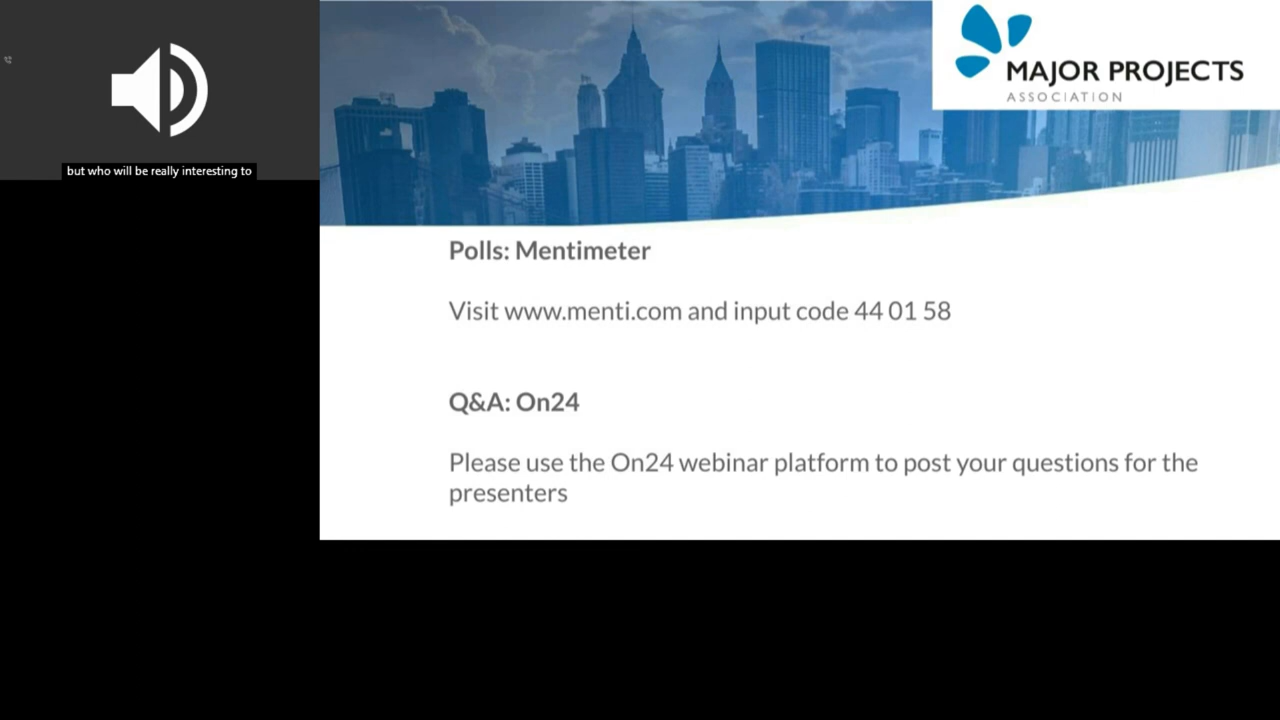 but who will be really interesting to
MAJOR PROJECTS
ASSOCIATION
Polls: Mentimeter
Visit www.menti.com and input code 44 01 58
Q&A: On24
Please use the On24 webinar platform to post your questions for the
presenters